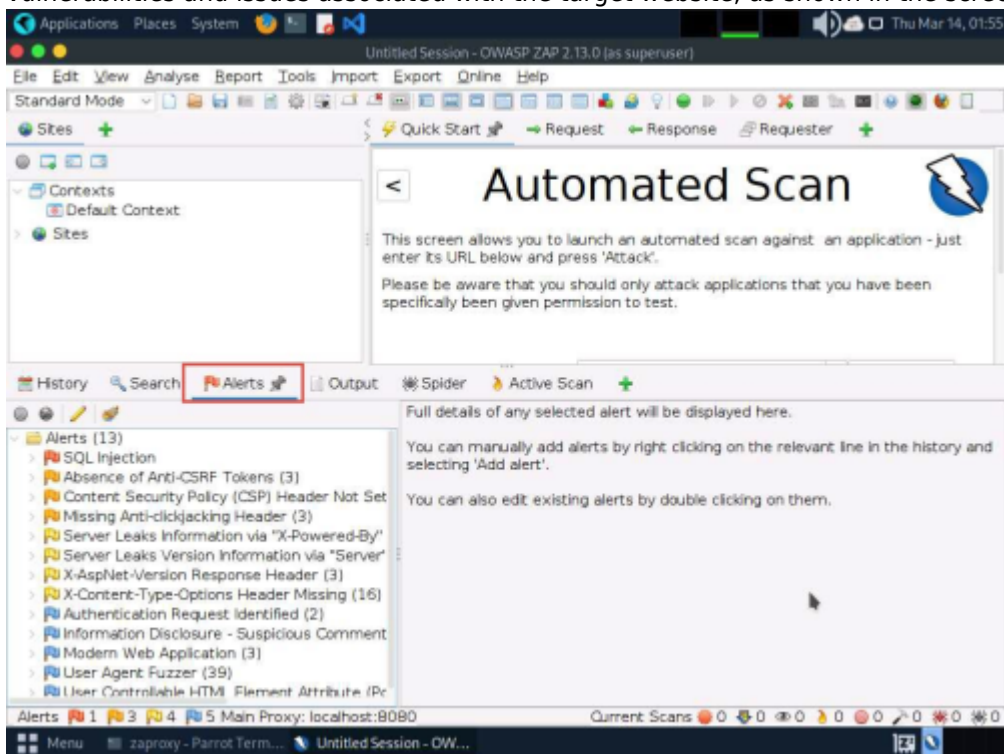 vulnerabilities and issues associated with the target website, as shown in the
Applications Places System Thu Mar 14, 01:55
Untitled Session - OWASP ZAP 2.13.0 (as superuser)
File Edit View Analyse Report Tools Import Export Online Help
Standard Mode
Sites Quick Start Request Response Requester
Contexts
Default Context
Sites
< Automated Scan
This screen allows you to launch an automated scan against an application - just
enter its URL below and press 'Attack'.
Please be aware that you should only attack applications that you have been
specifically been given permission to test.
History Search Alerts Output Spider Active Scan
Alerts (13)
SQL Injection
Absence of Anti-CSRF Tokens (3)
Content Security Policy (CSP) Header Not Set
Missing Anti-clickjacking Header (3)
Server Leaks Information via "X-Powered-By"
Server Leaks Version Information via "Server"
X-AspNet-Version Response Header (3)
X-Content-Type-Options Header Missing (16)
Authentication Request Identified (2)
Information Disclosure - Suspicious Comment
Modern Web Application (3)
User Agent Fuzzer (39)
User Controllable HTML Element Attribute (Po
Full details of any selected alert will be displayed here.
You can manually add alerts by right clicking on the relevant line in the history and
selecting 'Add alert'.
You can also edit existing alerts by double clicking on them.
Alerts 1 3 4 5 Main Proxy: localhost:8080 Current Scans 0 0 0 0 0 0 0 0
Menu zaproxy - Parrot Term... Untitled Session - OW...